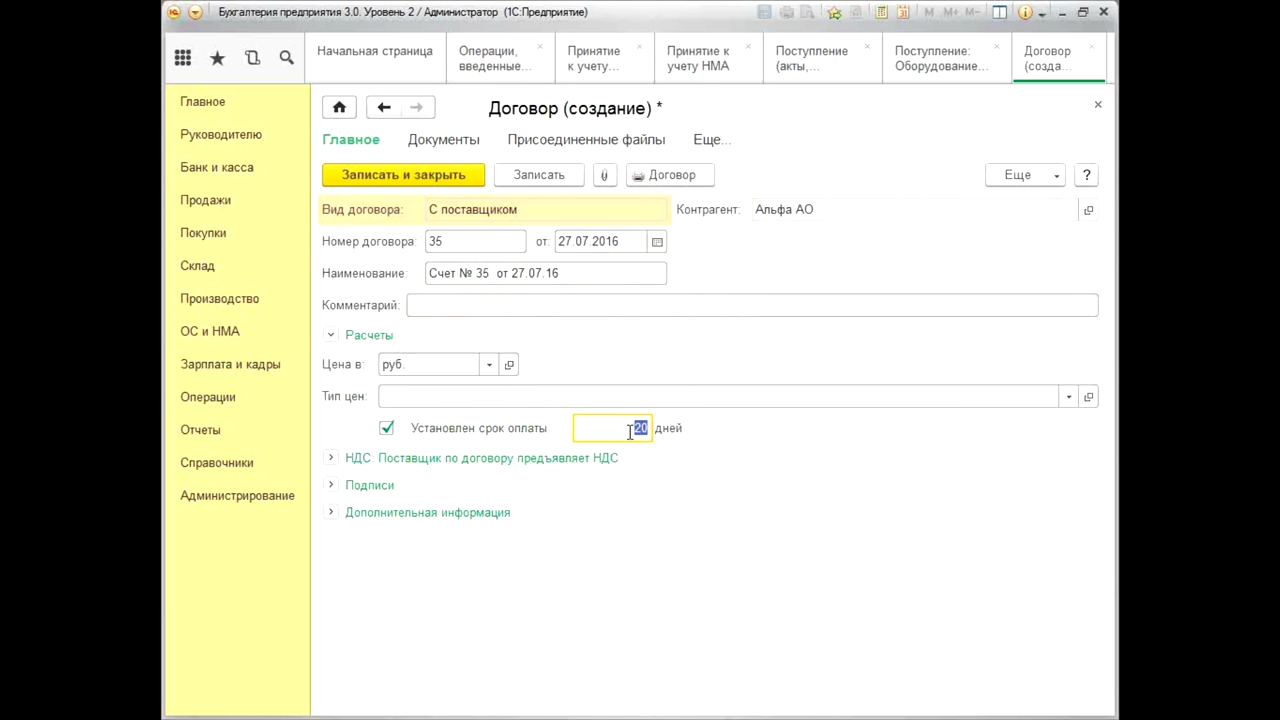 Бухгалтерия предприятия 3.0. Уровень 2 / Администратор (1С:Предприятие)
M M+ M-
Начальная страница
Операции, введенные...
Принятие к учету...
Принятие к учету НМА
Поступление (акты,...
Поступление: Оборудование...
Договор (созда...
Главное
Руководителю
Банк и касса
Продажи
Покупки
Склад
Производство
ОС и НМА
Зарплата и кадры
Операции
Отчеты
Справочники
Администрирование
Договор (создание) *
Главное Документы Присоединенные файлы Еще...
Записать и закрыть Записать Договор Еще ?
Вид договора: С поставщиком Контрагент: Альфа АО
Номер договора: 35 от: 27.07.2016
Наименование: Счет № 35 от 27.07.16
Комментарий:
Расчеты
Цена в: руб.
Тип цен:
Установлен срок оплаты 20 дней
НДС: Поставщик по договору предъявляет НДС
Подписи
Дополнительная информация